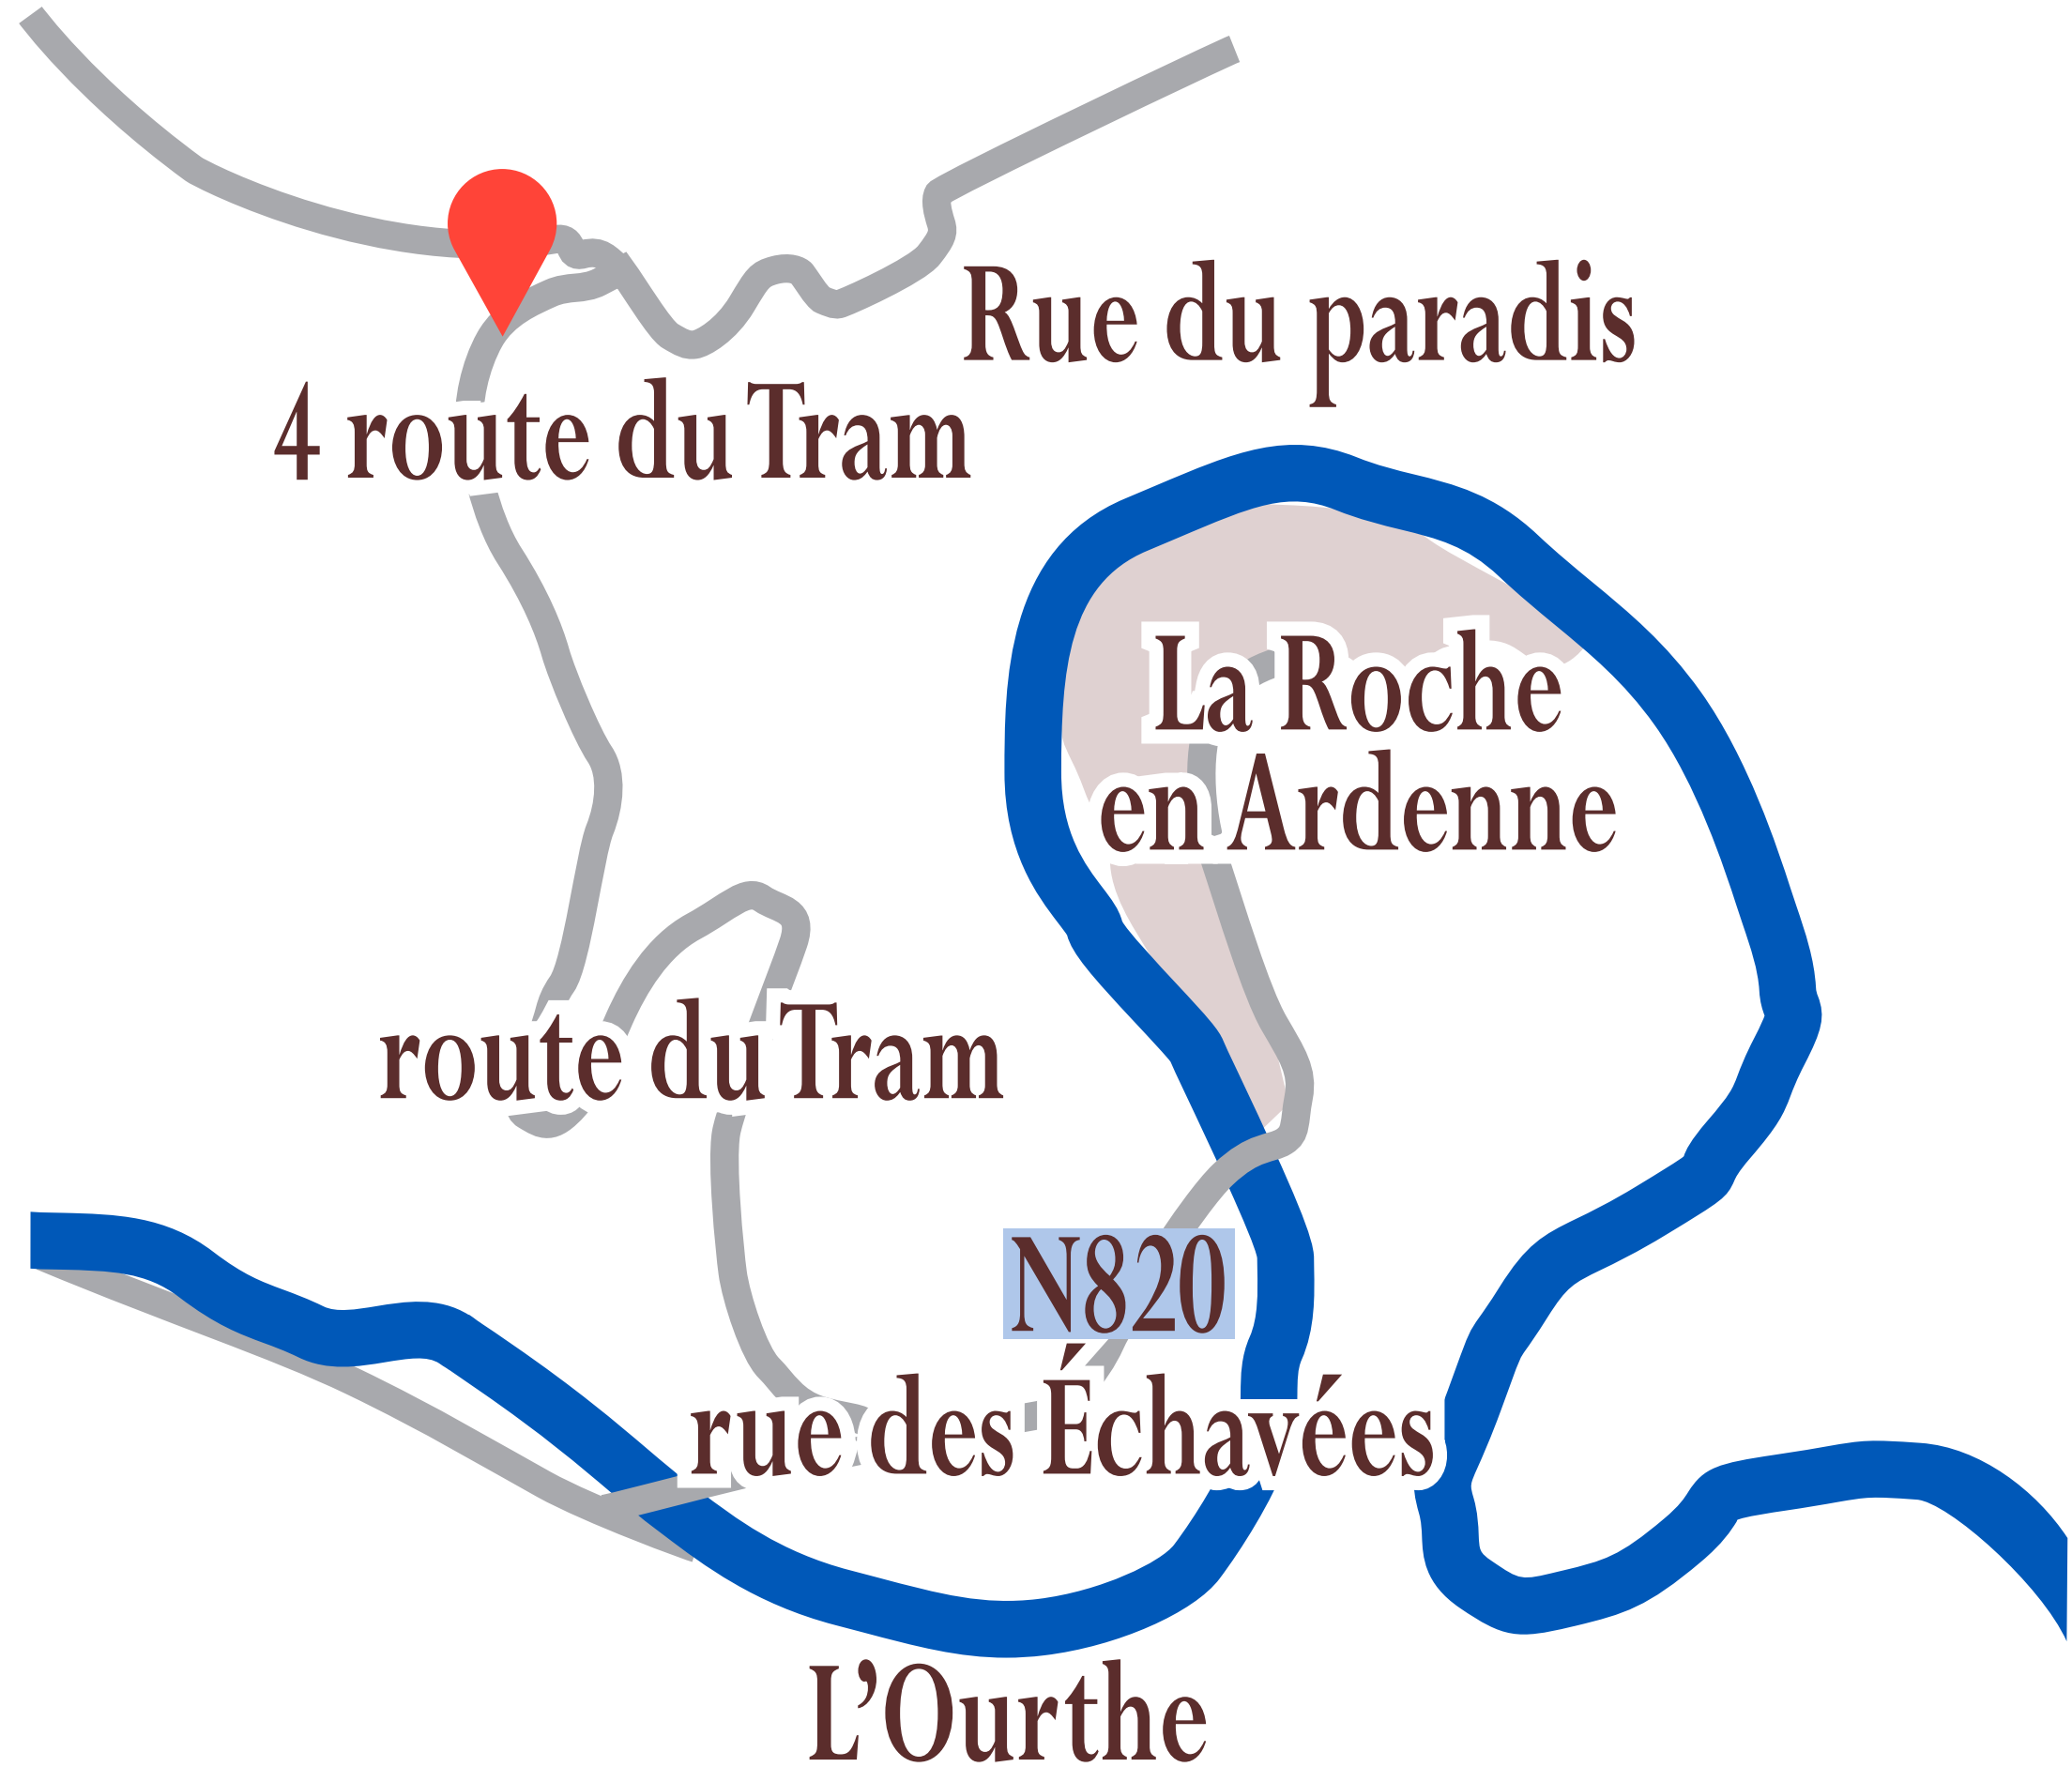 Rue du paradis
4 route du Tram
La Roche
en Ardenne
route du Tram
N820
rue des Échavées
L’Ourthe